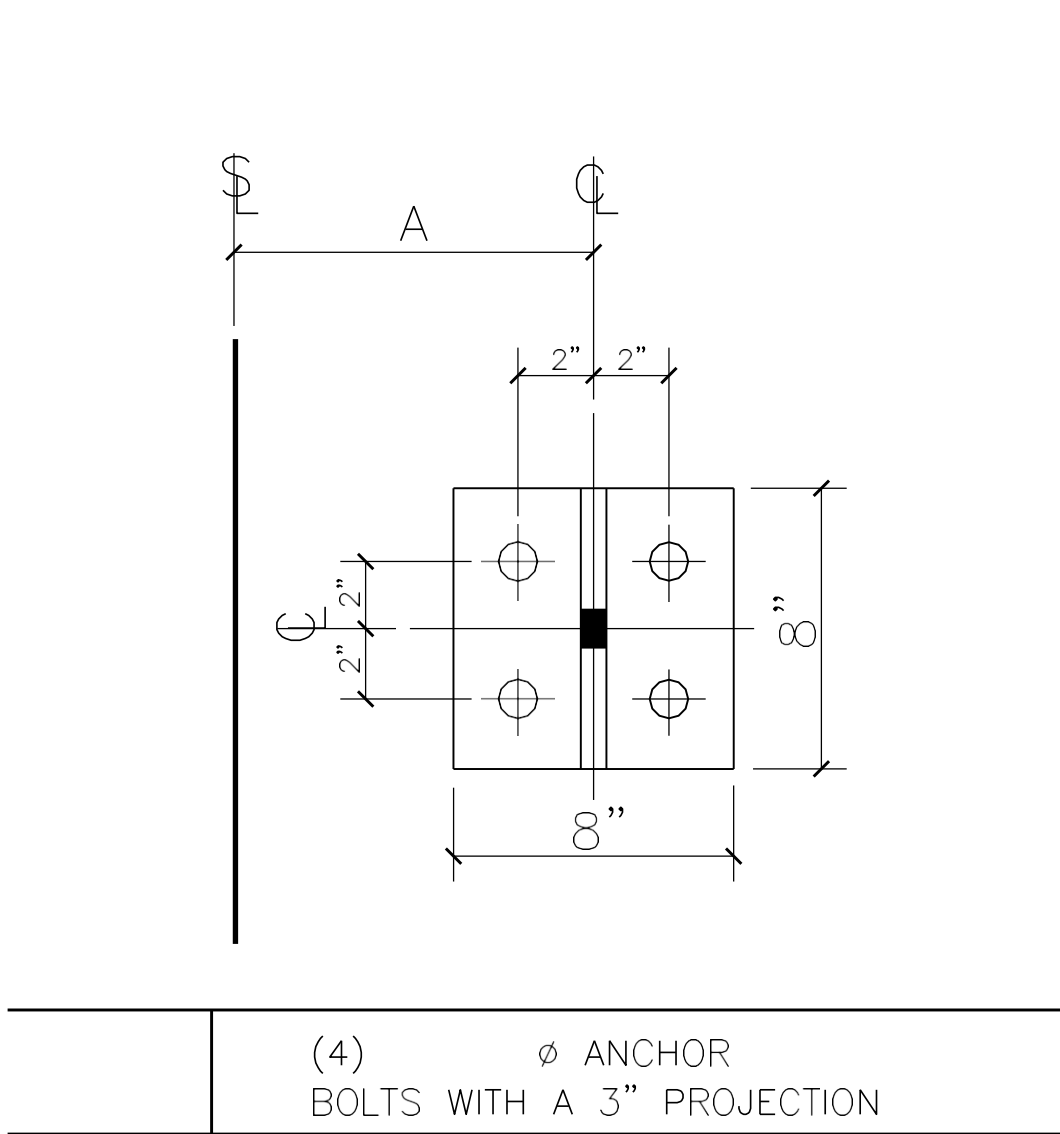 SL CL
A
2” 2”
2”
CL
2”
8”
8”
(4) ø ANCHOR
BOLTS WITH A 3” PROJECTION